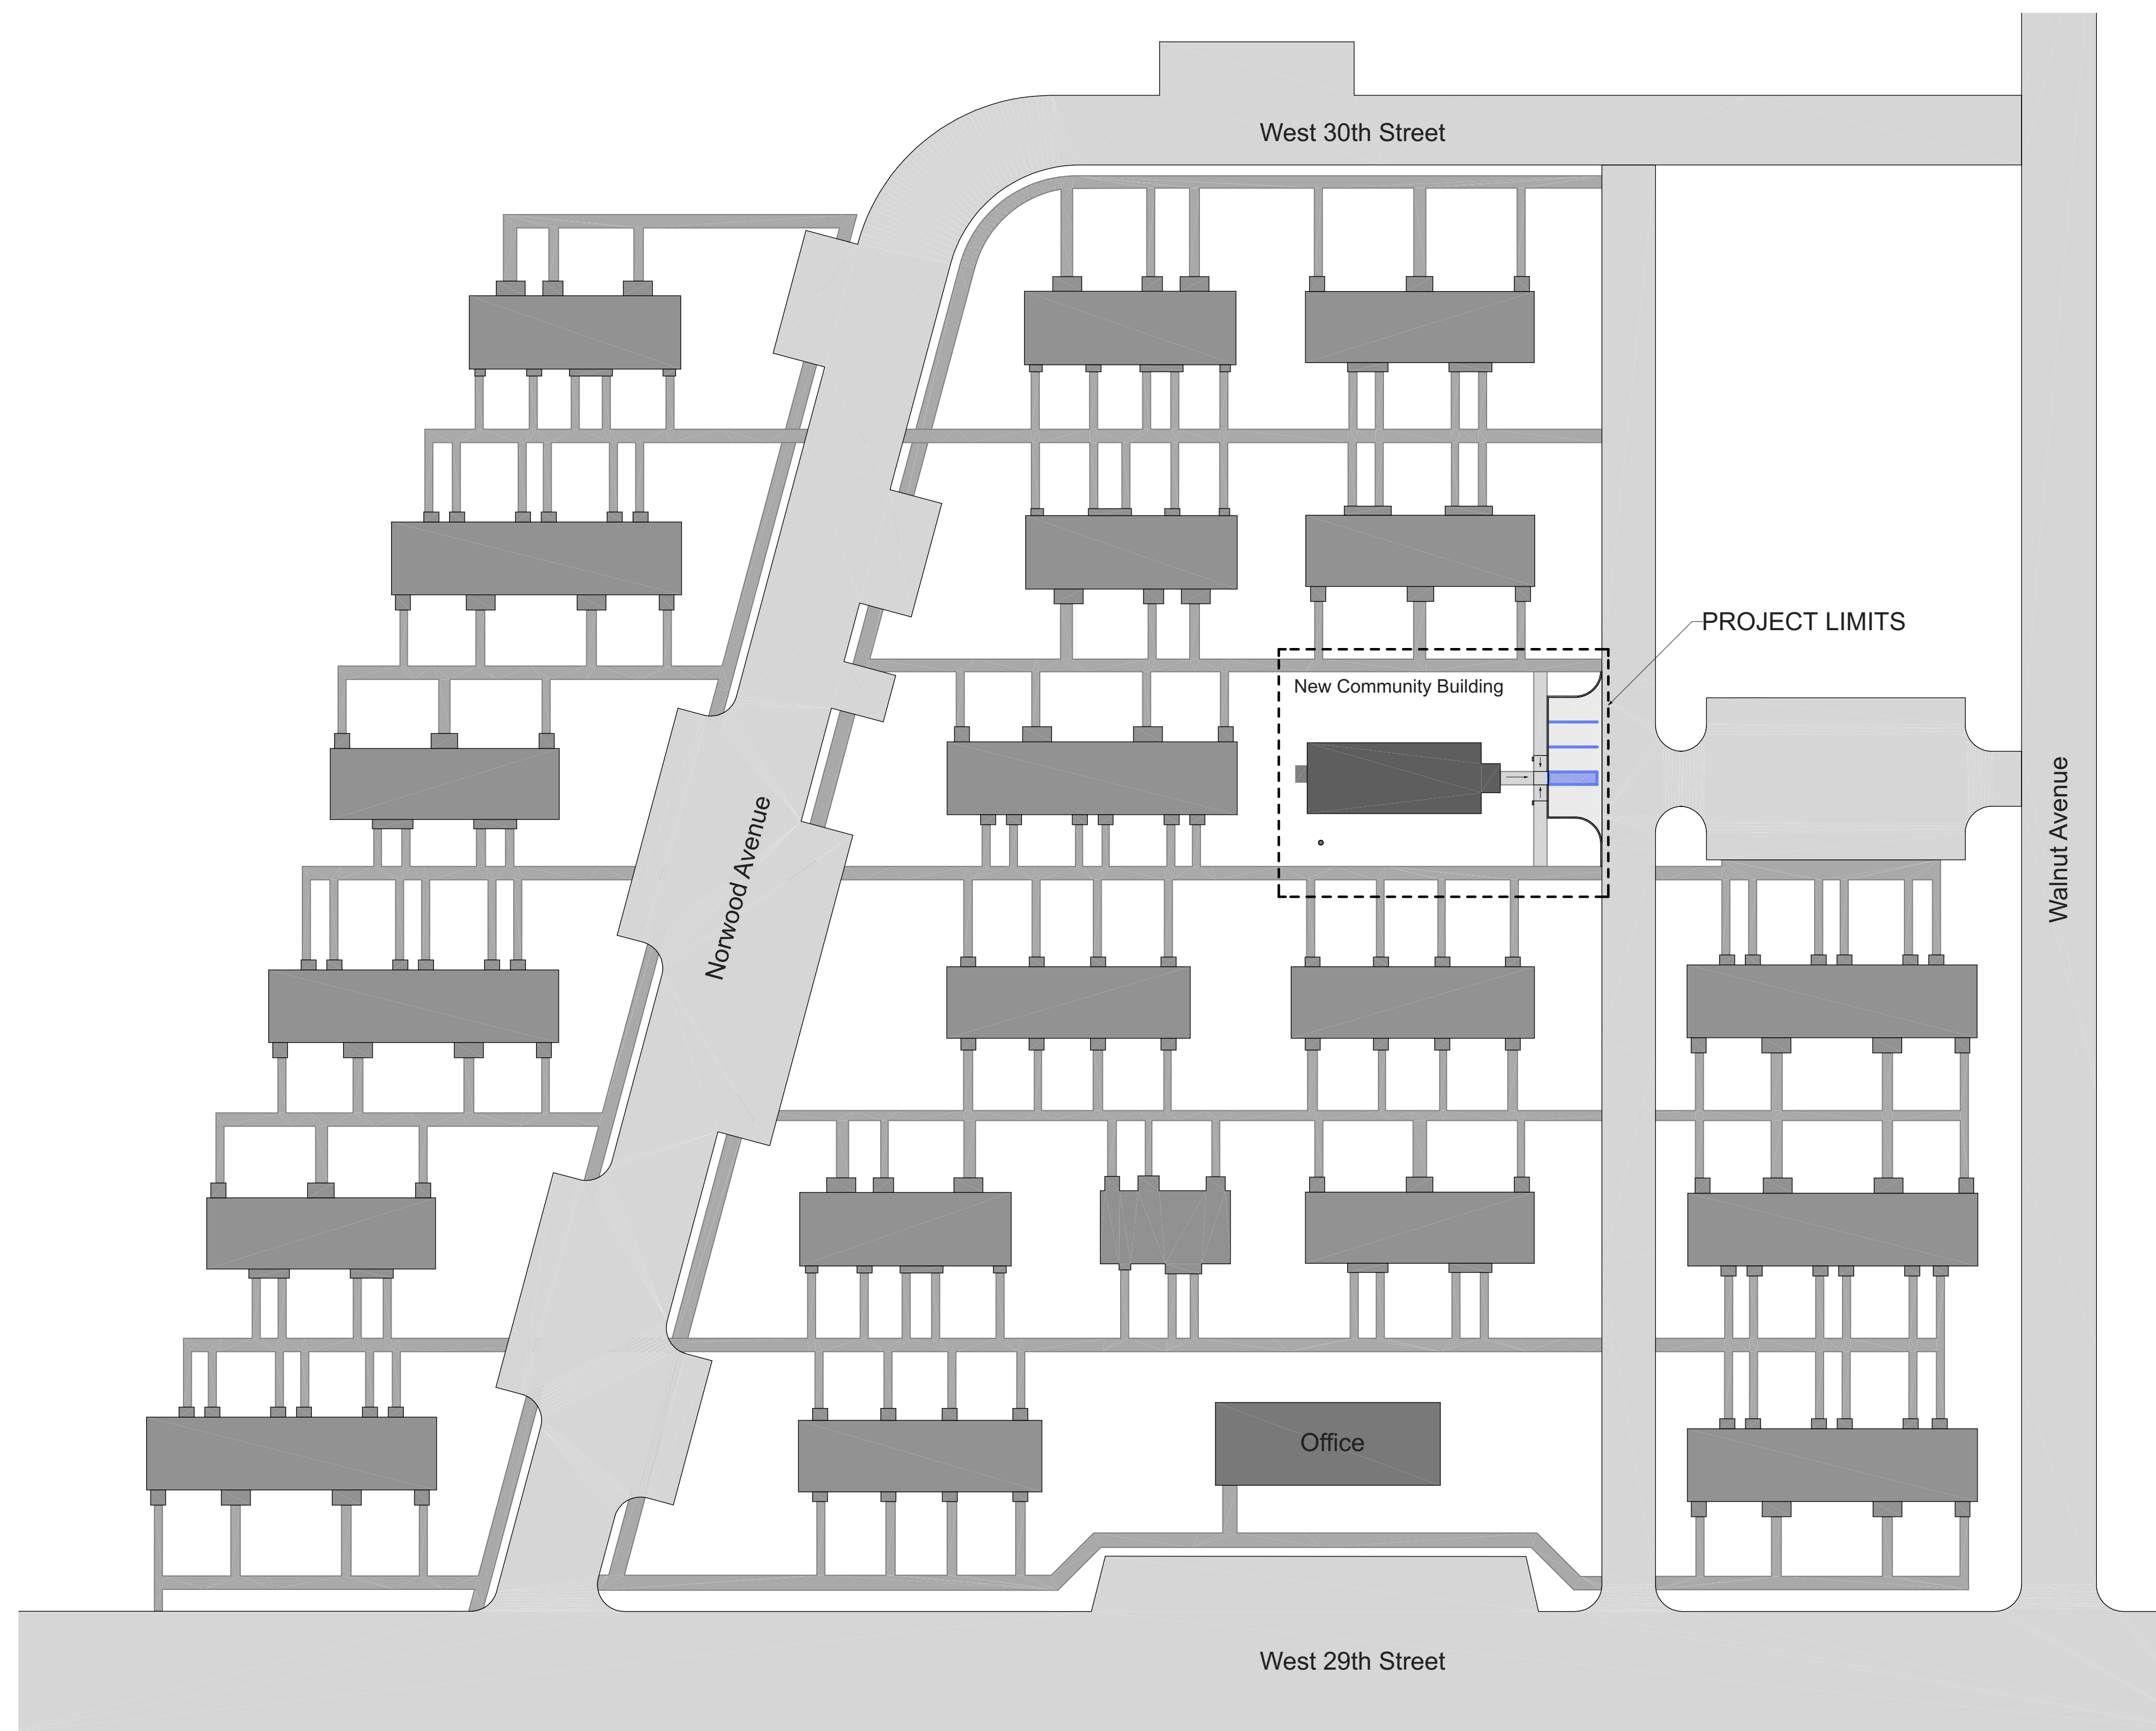 West 30th Street
PROJECT LIMITS
New Community Building
Norwood Avenue
Walnut Avenue
Office
West 29th Street